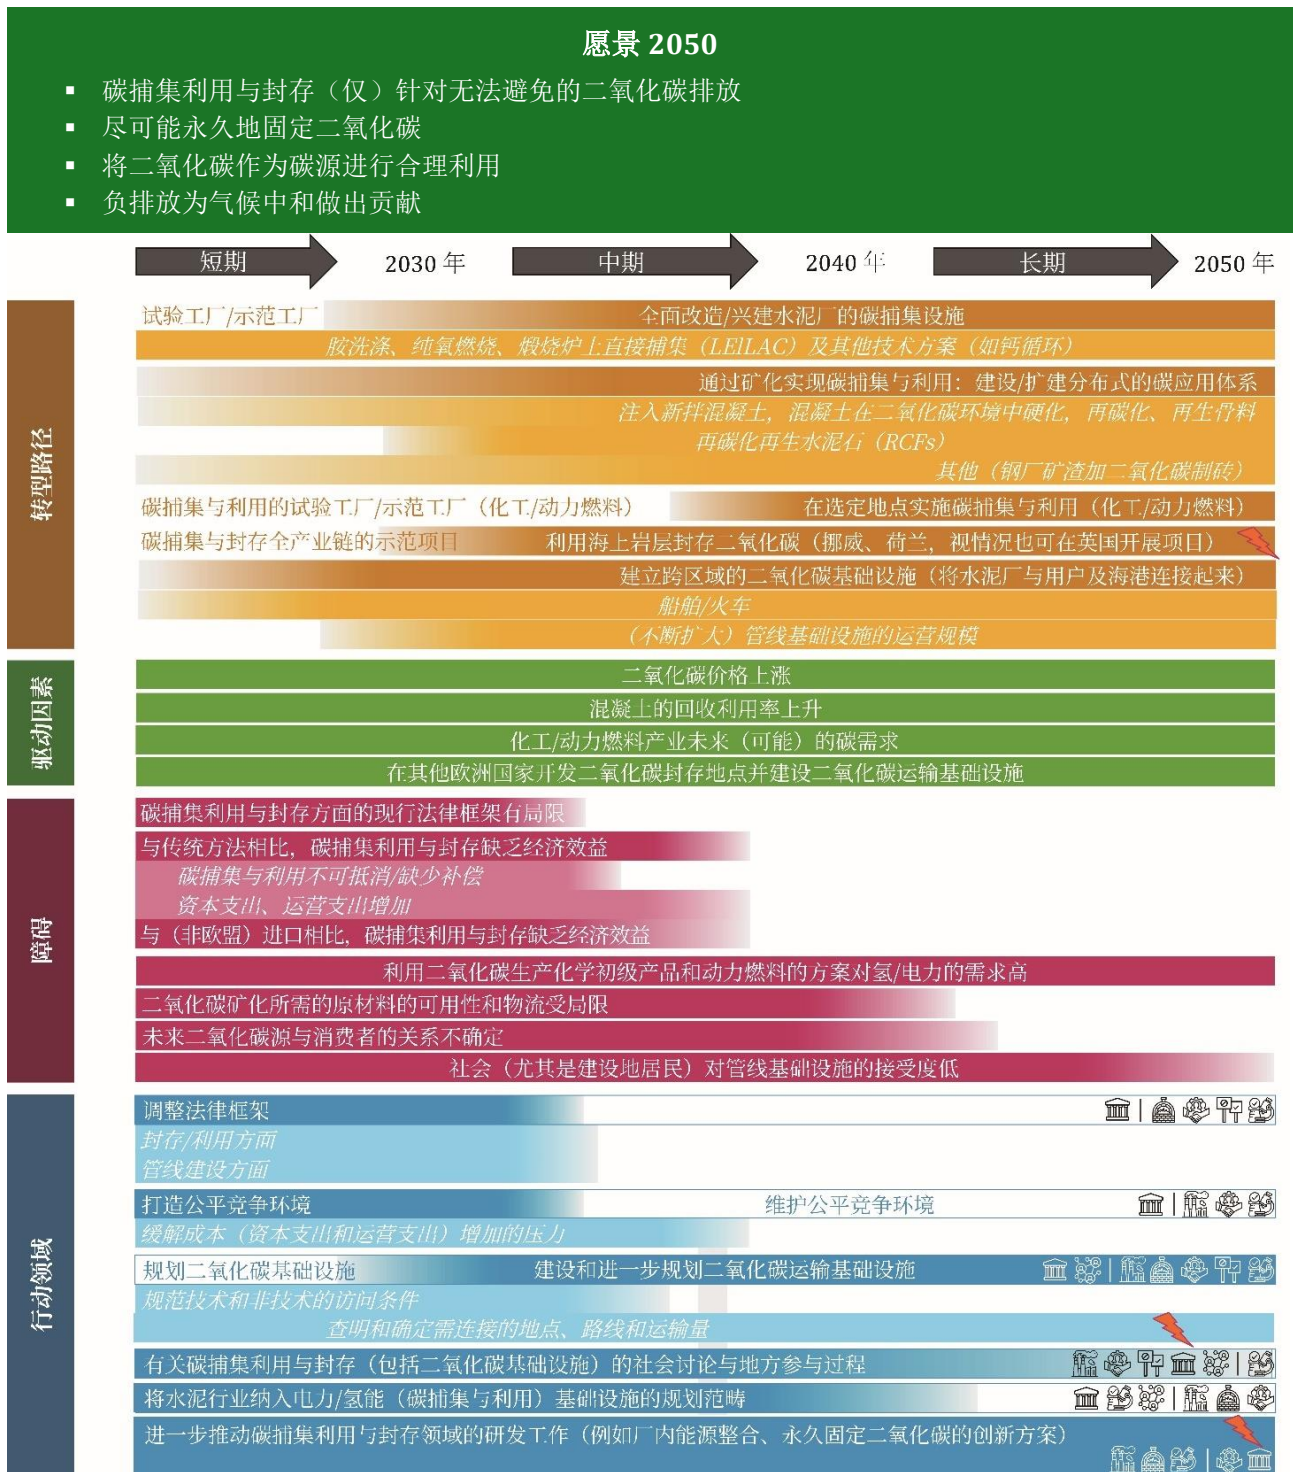 愿景 2050
▪ 碳捕集利用与封存（仅）针对无法避免的二氧化碳排放
▪ 尽可能永久地固定二氧化碳
▪ 将二氧化碳作为碳源进行合理利用
▪ 负排放为气候中和做出贡献
短期 2030 年 中期 2040 年 长期 2050 年
转型路径
试验工厂/示范工厂 全面改造/兴建水泥厂的碳捕集设施
胺洗涤、纯氧燃烧、煅烧炉上直接捕集（LEILAC）及其他技术方案（如钙循环）
通过矿化实现碳捕集与利用：建设/扩建分布式的碳应用体系
注入新拌混凝土，混凝土在二氧化碳环境中硬化，再碳化、再生骨料
再碳化再生水泥石（RCFs）
其他（钢厂矿渣加二氧化碳制砖）
碳捕集与利用的试验工厂/示范工厂（化工/动力燃料） 在选定地点实施碳捕集与利用（化工/动力燃料）
碳捕集与封存全产业链的示范项目 利用海上岩层封存二氧化碳（挪威、荷兰，视情况也可在英国开展项目）
建立跨区域的二氧化碳基础设施（将水泥厂与用户及海港连接起来）
船舶/火车
（不断扩大）管线基础设施的运营规模
驱动因素
二氧化碳价格上涨
混凝土的回收利用率上升
化工/动力燃料产业未来（可能）的碳需求
在其他欧洲国家开发二氧化碳封存地点并建设二氧化碳运输基础设施
障碍
碳捕集利用与封存方面的现行法律框架有局限
与传统方法相比，碳捕集利用与封存缺乏经济效益
碳捕集与利用不可抵消/缺少补偿
资本支出、运营支出增加
与（非欧盟）进口相比，碳捕集利用与封存缺乏经济效益
利用二氧化碳生产化学初级产品和动力燃料的方案对氢/电力的需求高
二氧化碳矿化所需的原材料的可用性和物流受局限
未来二氧化碳源与消费者的关系不确定
社会（尤其是建设地居民）对管线基础设施的接受度低
行动领域
调整法律框架
封存/利用方面
管线建设方面
打造公平竞争环境 维护公平竞争环境
缓解成本（资本支出和运营支出）增加的压力
规划二氧化碳基础设施 建设和进一步规划二氧化碳运输基础设施
规范技术和非技术的访问条件
查明和确定需连接的地点、路线和运输量
有关碳捕集利用与封存（包括二氧化碳基础设施）的社会讨论与地方参与过程
将水泥行业纳入电力/氢能（碳捕集与利用）基础设施的规划范畴
进一步推动碳捕集利用与封存领域的研发工作（例如厂内能源整合、永久固定二氧化碳的创新方案）